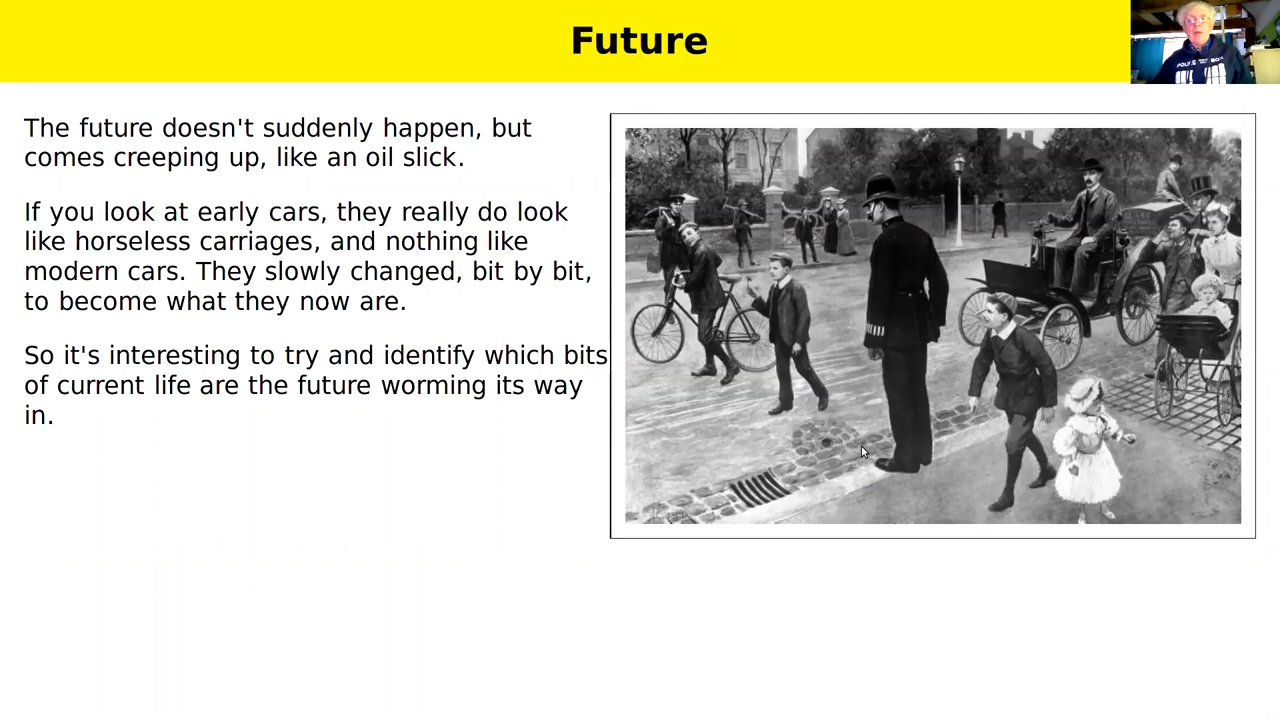 Future
The future doesn't suddenly happen, but
comes creeping up, like an oil slick.
If you look at early cars, they really do look
like horseless carriages, and nothing like
modern cars. They slowly changed, bit by bit,
to become what they now are.
So it's interesting to try and identify which bits
of current life are the future worming its way
in.